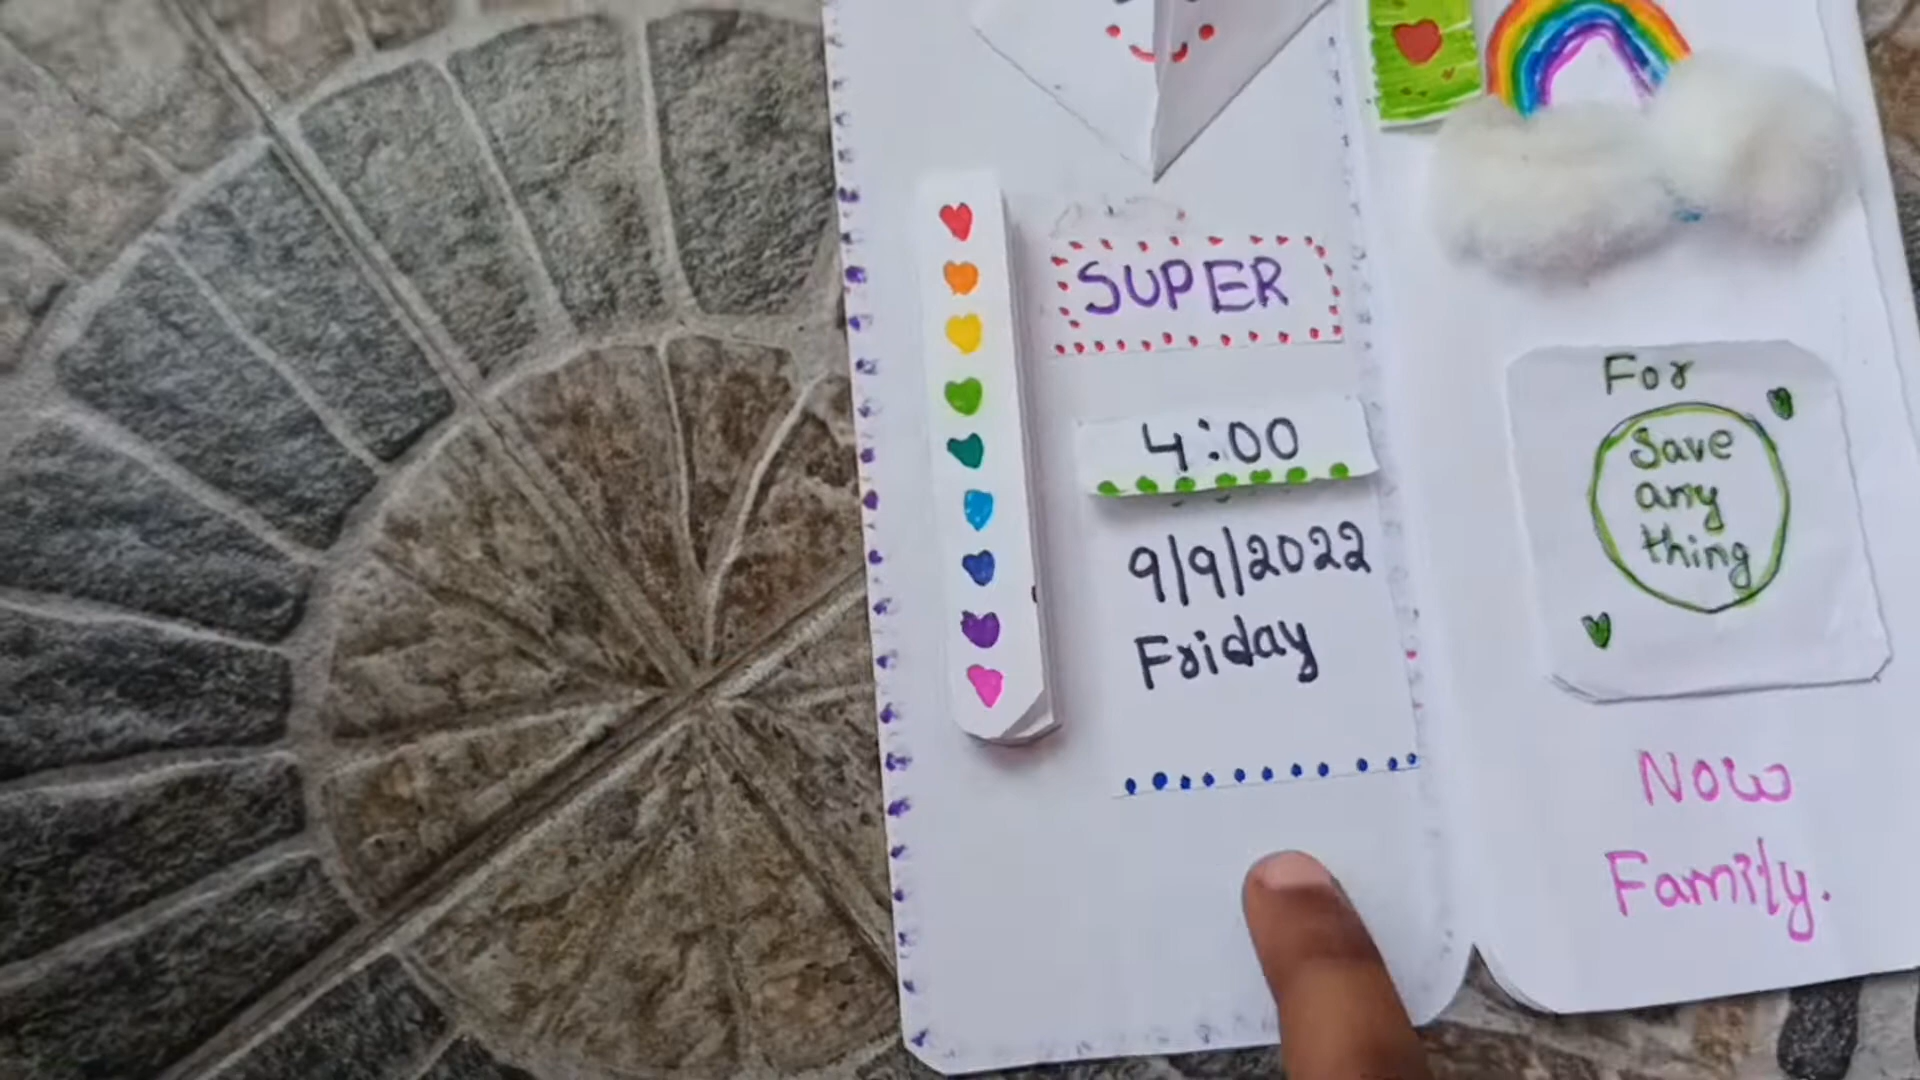 SUPER
4:00
9/9/2022
Friday
For
Save
any
thing
Now
Family.